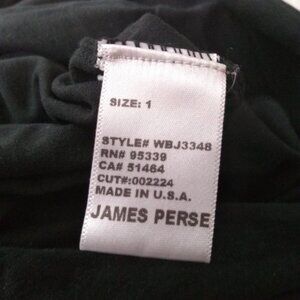 SIZE: 1
STYLE# WBJ3348
RN# 95339
CA# 51464
CUT#:002224
MADE IN U.S.A.
JAMES PERSE